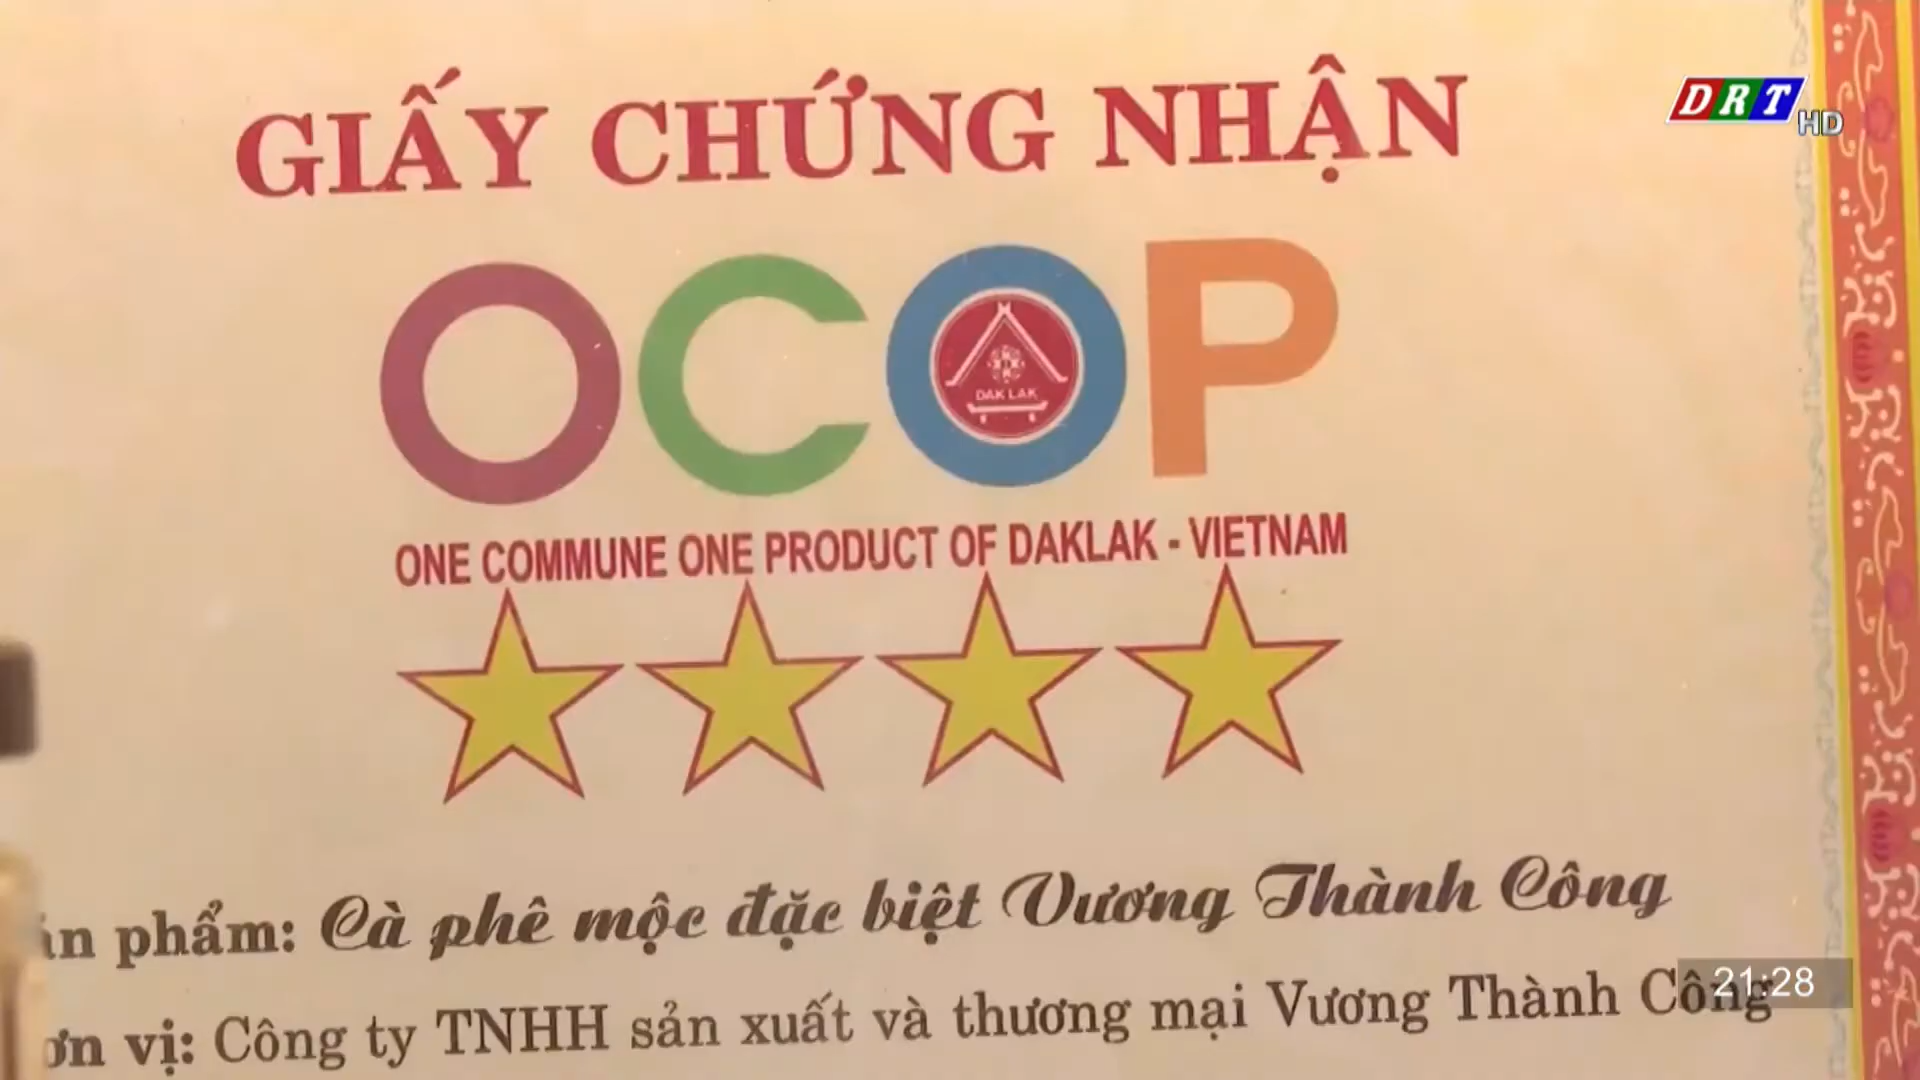 GIẤY CHỨNG NHẬN
DRT HD
OCOP
DAK LAK
ONE COMMUNE ONE PRODUCT OF DAKLAK - VIETNAM
phẩm: Cà phê mộc đặc biệt Vương Thành Công
21:28
vị: Công ty TNHH sản xuất và thương mại Vương Thành Công